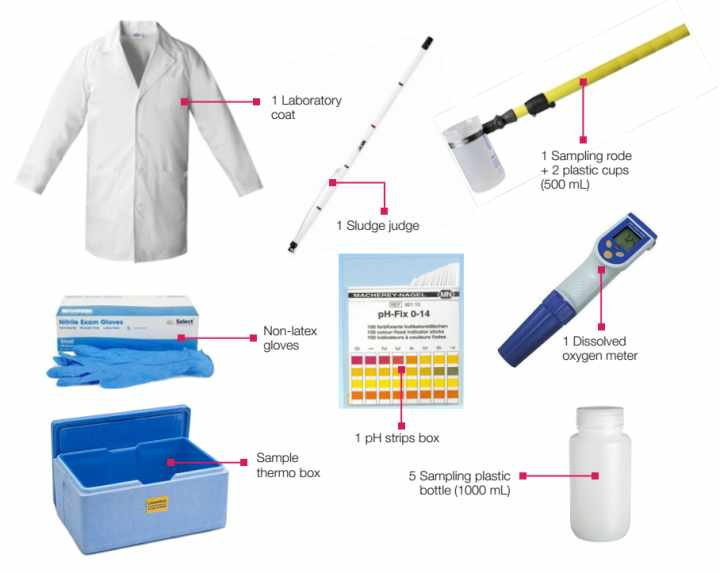 1 Laboratory
coat
1 Sampling rode
+ 2 plastic cups
(500 mL)
1 Sludge judge
MACHEREY-NAGEL MN
REF
pH-Fix 0-14
Nitrile Exam Gloves
Select
Non-latex
gloves
1 Dissolved
oxygen meter
1 pH strips box
Sample
thermo box
5 Sampling plastic
bottle (1000 mL)